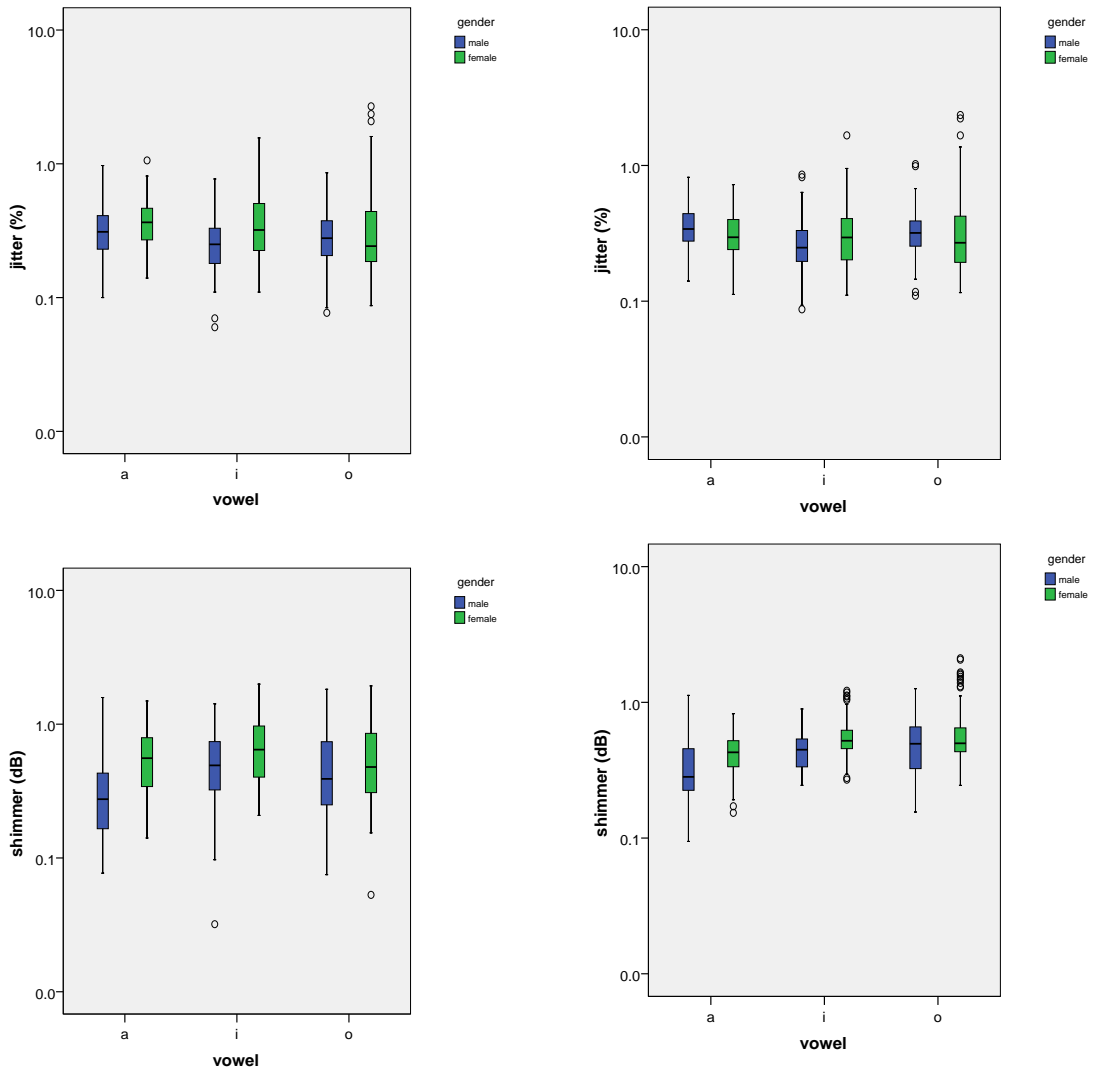 gender
male
female
10.0
1.0
0.1
0.0
jitter (%)
a i o
vowel
gender
male
female
10.0
1.0
0.1
0.0
jitter (%)
a i o
vowel
gender
male
female
10.0
1.0
0.1
0.0
shimmer (dB)
a i o
vowel
gender
male
female
10.0
1.0
0.1
0.0
shimmer (dB)
a i o
vowel